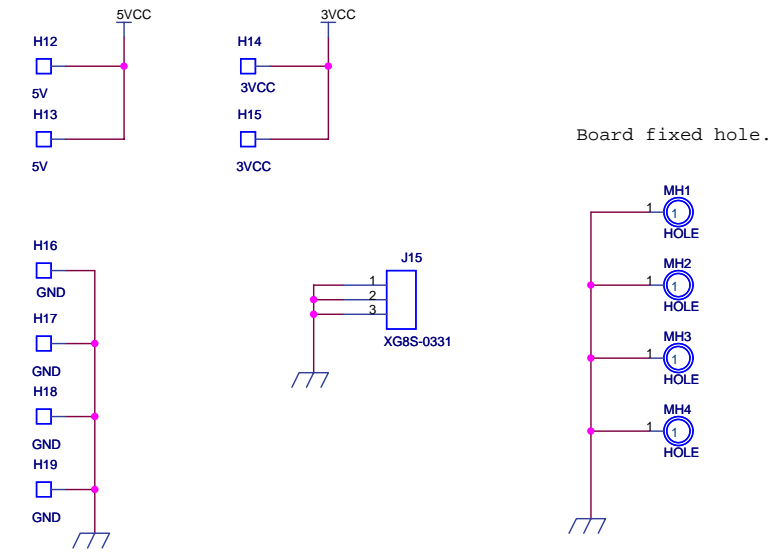 5VCC
H12
5V
H13
5V
3VCC
H14
3VCC
H15
3VCC
Board fixed hole.
H16
GND
H17
GND
H18
GND
H19
GND
J15
1
2
3
XG8S-0331
MH1
1 1
HOLE
MH2
1 1
HOLE
MH3
1 1
HOLE
MH4
1 1
HOLE